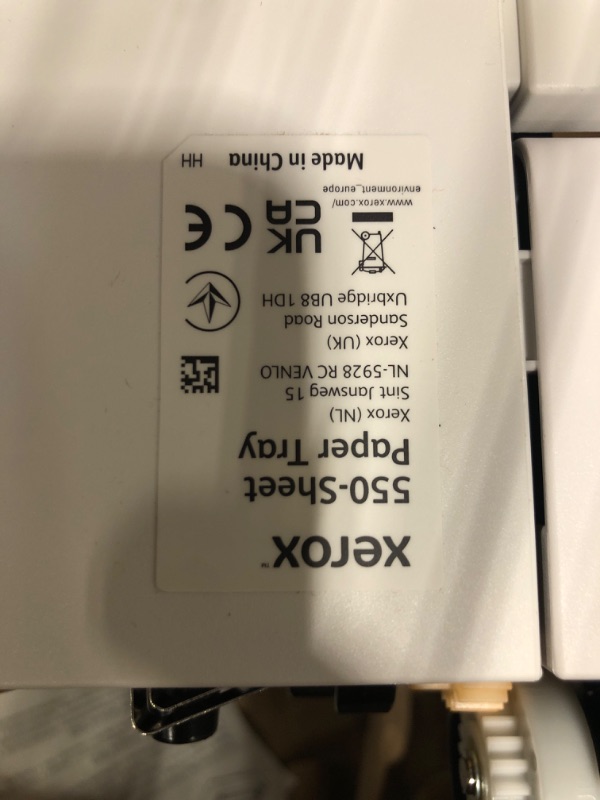 xerox™
550-Sheet
Paper Tray
Xerox (NL)
Sint Jansweg 15
NL-5928 RC VENLO
Xerox (UK)
Sanderson Road
Uxbridge UB8 1DH
www.xerox.com/
environment_europe
UK
CA
CE
Made in China HH